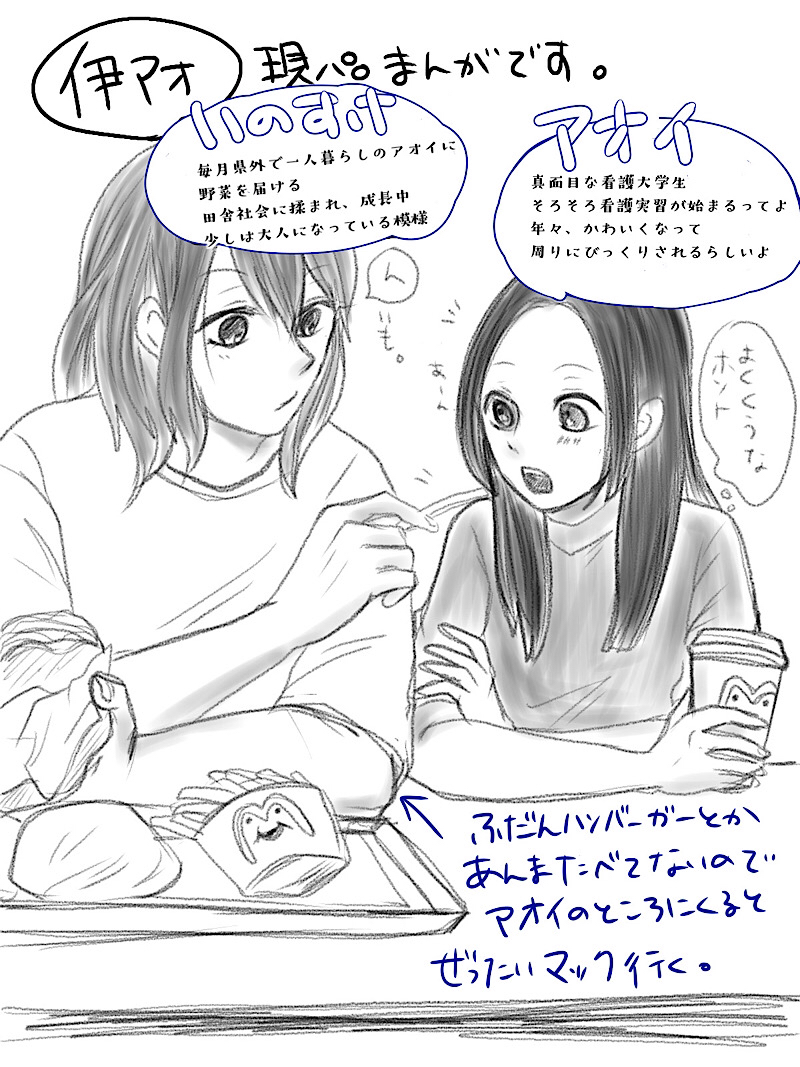 伊アオ 現パロまんがです。
いのすけ
毎月県外で一人暮らしのアオイに
野菜を届ける
田舎社会に揉まれ、成長中
少しは大人になっている模様
アオイ
真面目な看護大学生
そろそろ看護実習が始まるってよ
年々、かわいくなって
周りにびっくりされるらしいよ
ん
いも。
あーん
よくくうな
ホント
ふだんハンバーガーとか
あんまたべてないので
アオイのところにくると
ぜったいマック行く。